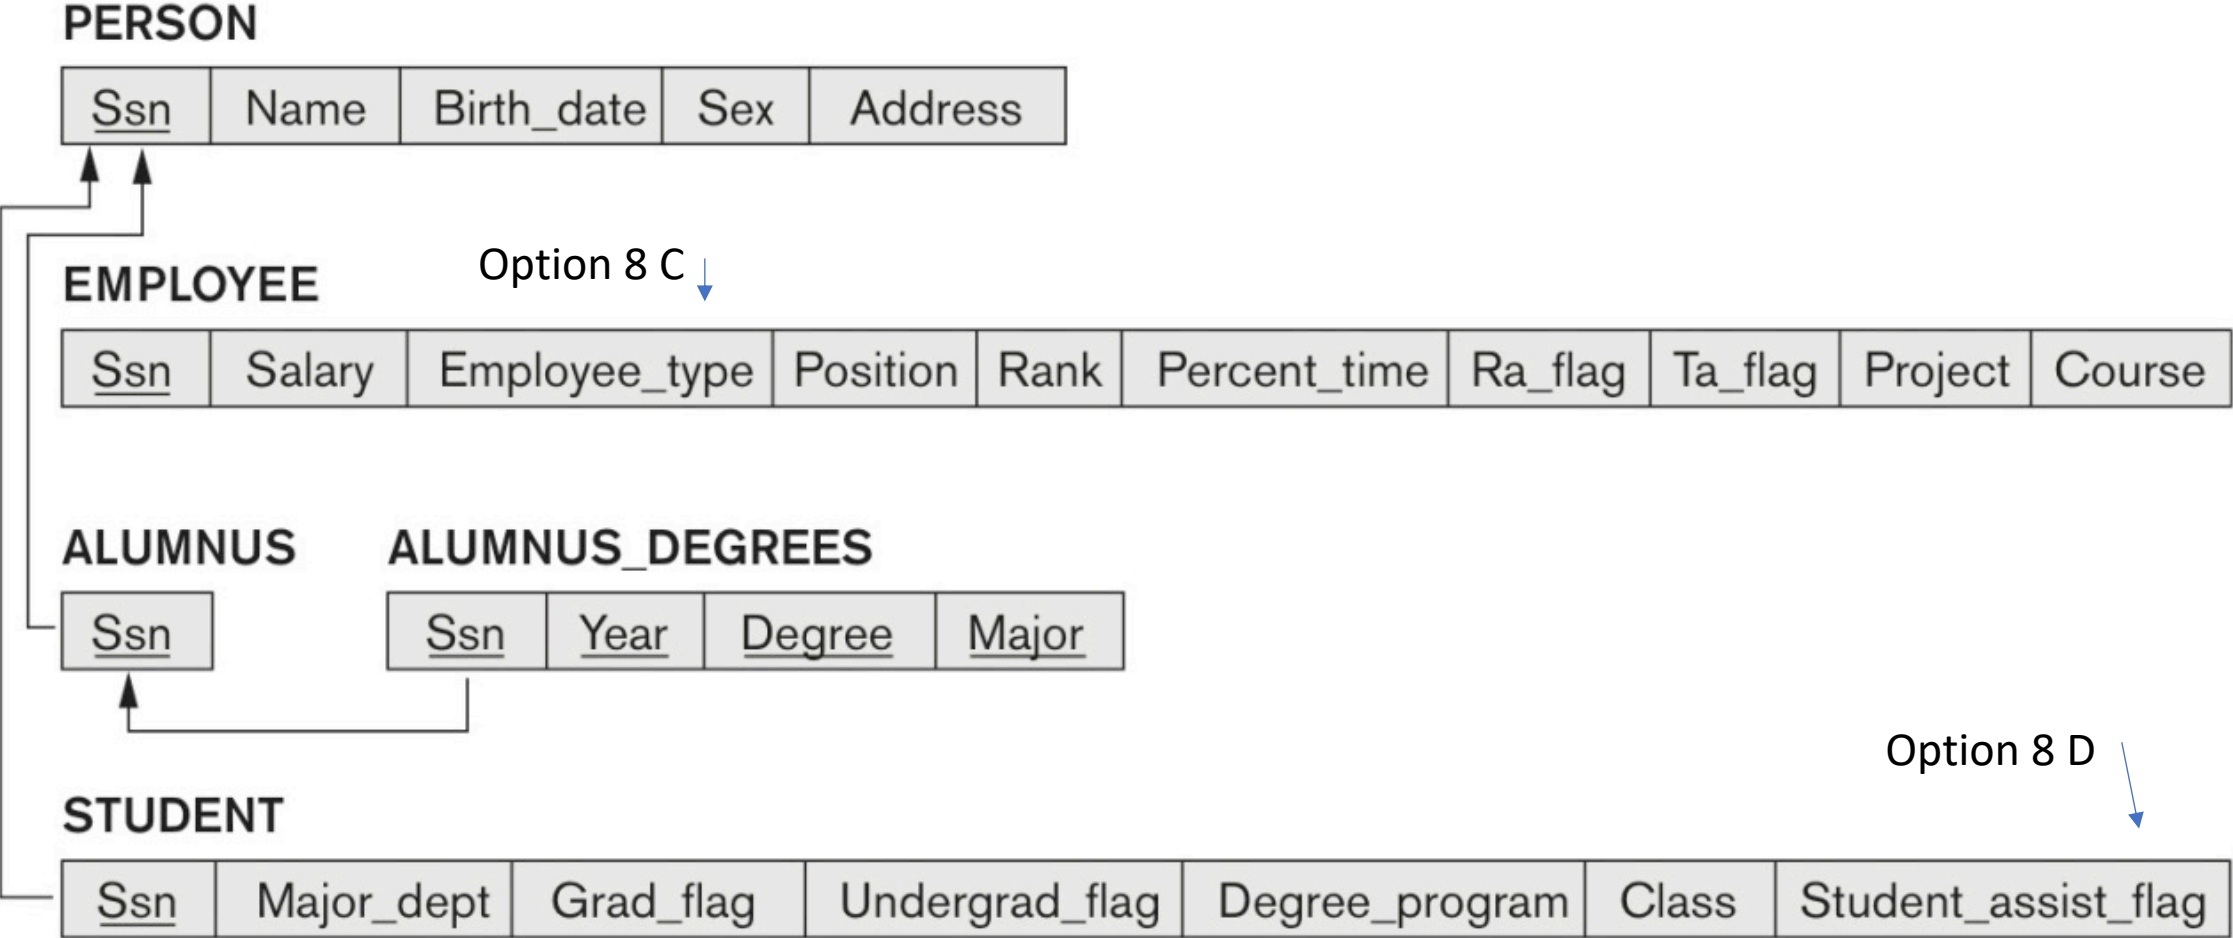 PERSON
Ssn Name Birth_date Sex Address
Option 8 C
EMPLOYEE
Ssn Salary Employee_type Position Rank Percent_time Ra_flag Ta_flag Project Course
ALUMNUS ALUMNUS_DEGREES
Ssn Ssn Year Degree Major
Option 8 D
STUDENT
Ssn Major_dept Grad_flag Undergrad_flag Degree_program Class Student_assist_flag